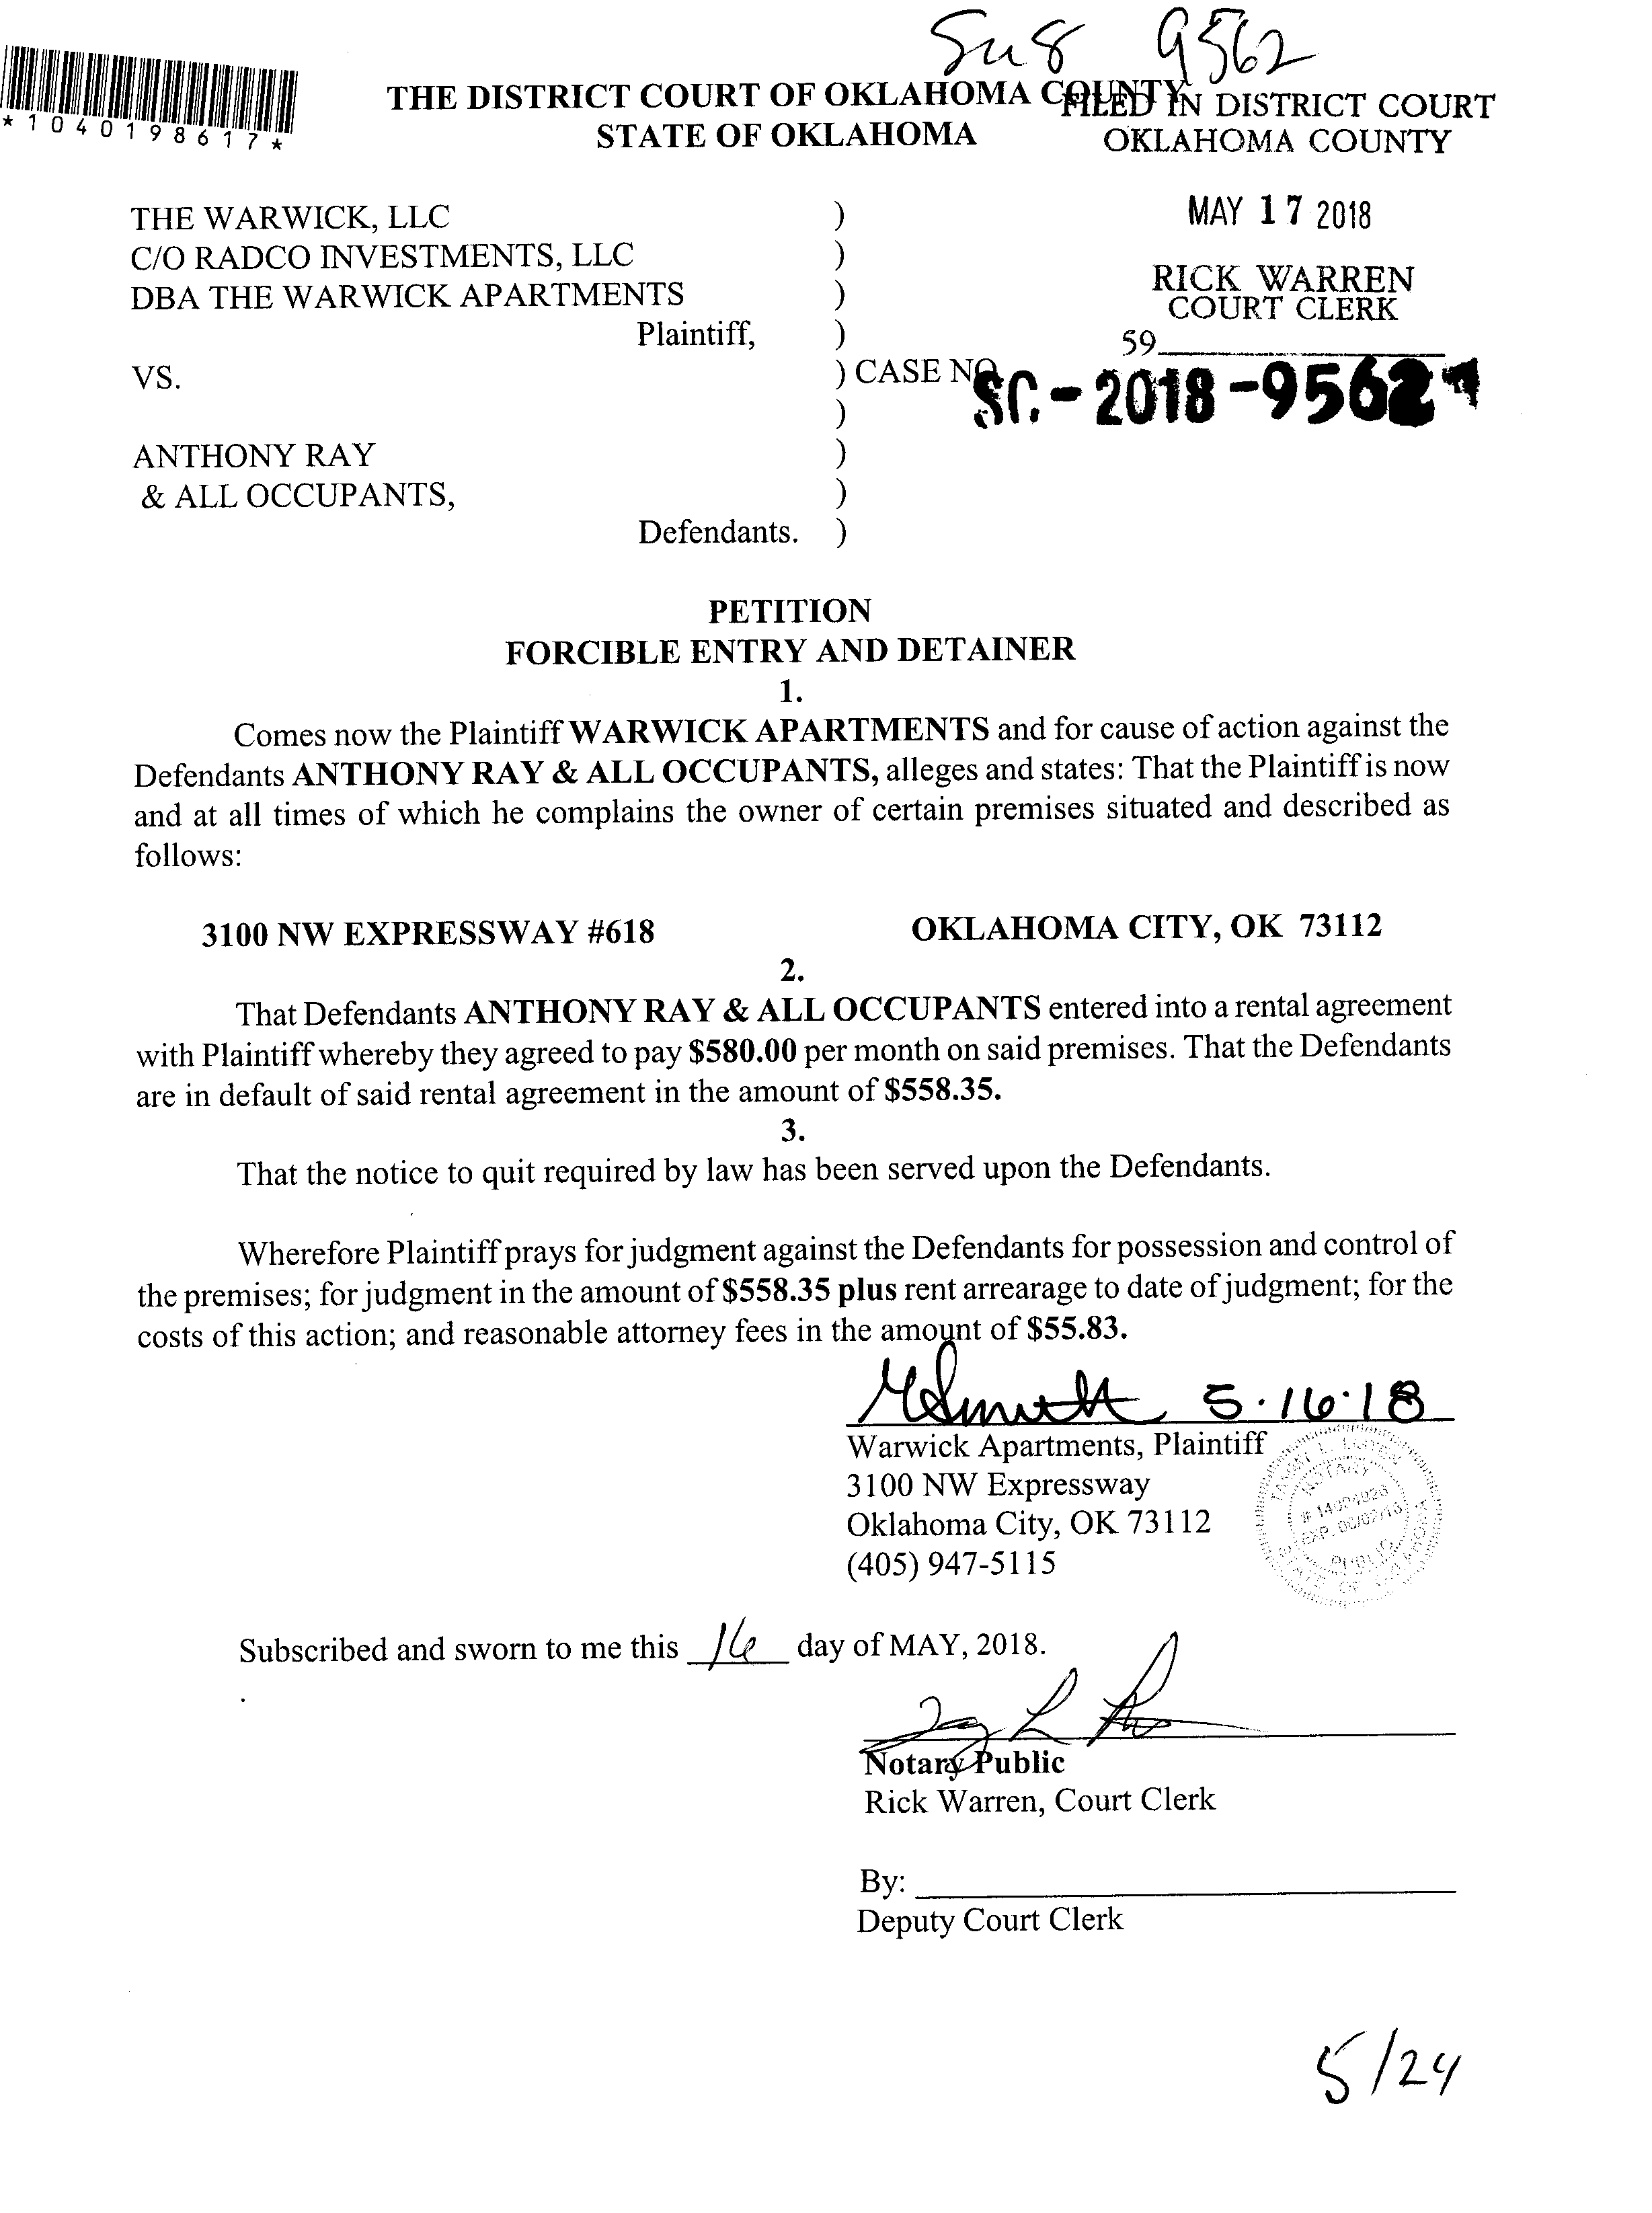 9562
*1040198617*
THE DISTRICT COURT OF OKLAHOMA COUNTY
STATE OF OKLAHOMA
FILED IN DISTRICT COURT
OKLAHOMA COUNTY
MAY 17 2018
RICK WARREN
COURT CLERK
59
THE WARWICK, LLC )
C/O RADCO INVESTMENTS, LLC )
DBA THE WARWICK APARTMENTS )
Plaintiff, )
VS. ) CASE NO. SC-2018-9562
)
ANTHONY RAY )
& ALL OCCUPANTS, )
Defendants. )
PETITION
FORCIBLE ENTRY AND DETAINER
1.
Comes now the Plaintiff WARWICK APARTMENTS and for cause of action against the
Defendants ANTHONY RAY & ALL OCCUPANTS, alleges and states: That the Plaintiff is now
and at all times of which he complains the owner of certain premises situated and described as
follows:
3100 NW EXPRESSWAY #618 OKLAHOMA CITY, OK 73112
2.
That Defendants ANTHONY RAY & ALL OCCUPANTS entered into a rental agreement
with Plaintiff whereby they agreed to pay $580.00 per month on said premises. That the Defendants
are in default of said rental agreement in the amount of $558.35.
3.
That the notice to quit required by law has been served upon the Defendants.
Wherefore Plaintiff prays for judgment against the Defendants for possession and control of
the premises; for judgment in the amount of $558.35 plus rent arrearage to date of judgment; for the
costs of this action; and reasonable attorney fees in the amount of $55.83.
5.16.18
Warwick Apartments, Plaintiff
3100 NW Expressway
Oklahoma City, OK 73112
(405) 947-5115
NOTARY
PUBLIC
STATE OF OKLAHOMA
Subscribed and sworn to me this 16 day of MAY, 2018.
Notary Public
Rick Warren, Court Clerk
By:
Deputy Court Clerk
5/24